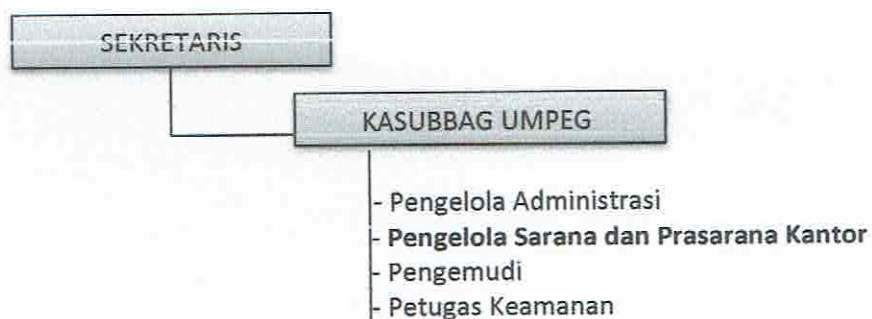 SEKRETARIS
KASUBBAG UMPEG
- Pengelola Administrasi
- Pengelola Sarana dan Prasarana Kantor
- Pengemudi
- Petugas Keamanan